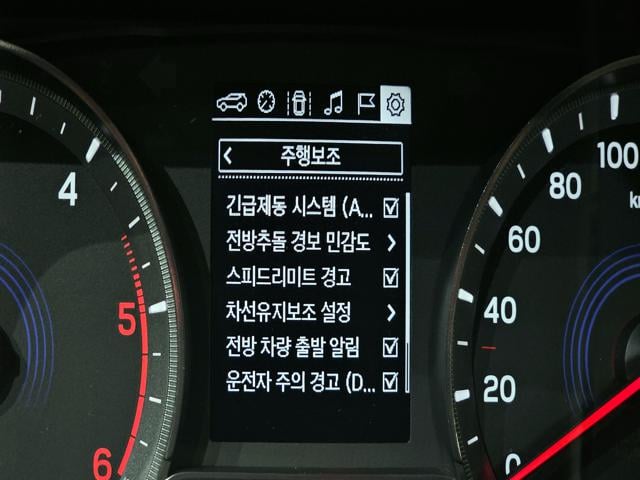 주행보조
긴급제동 시스템 (A...
전방추돌 경보 민감도
스피드리미트 경고
차선유지보조 설정
전방 차량 출발 알림
운전자 주의 경고 (D...
4
5
6
100
80
60
40
20
0